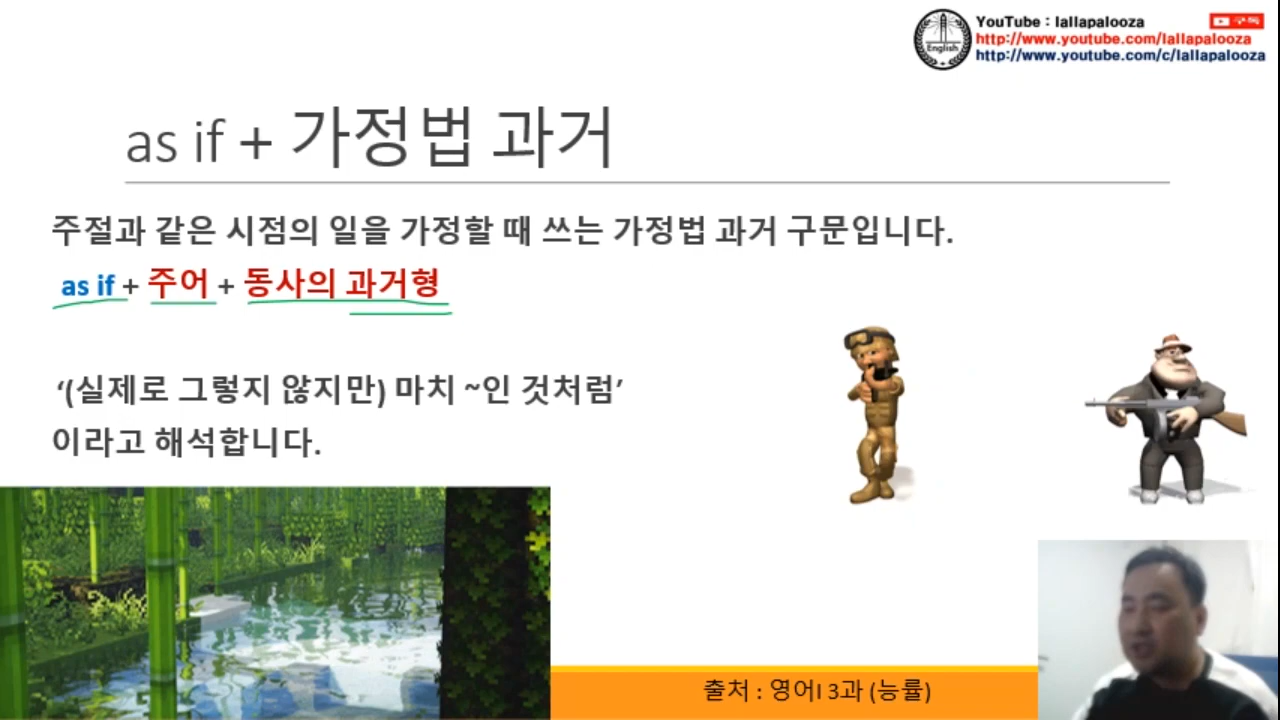 YouTube : lallapalooza
구독
http://www.youtube.com/lallapalooza
http://www.youtube.com/c/lallapalooza
English
as if + 가정법 과거
주절과 같은 시점의 일을 가정할 때 쓰는 가정법 과거 구문입니다.
as if + 주어 + 동사의 과거형
‘(실제로 그렇지 않지만) 마치 ~인 것처럼’
이라고 해석합니다.
출처 : 영어I 3과 (능률)